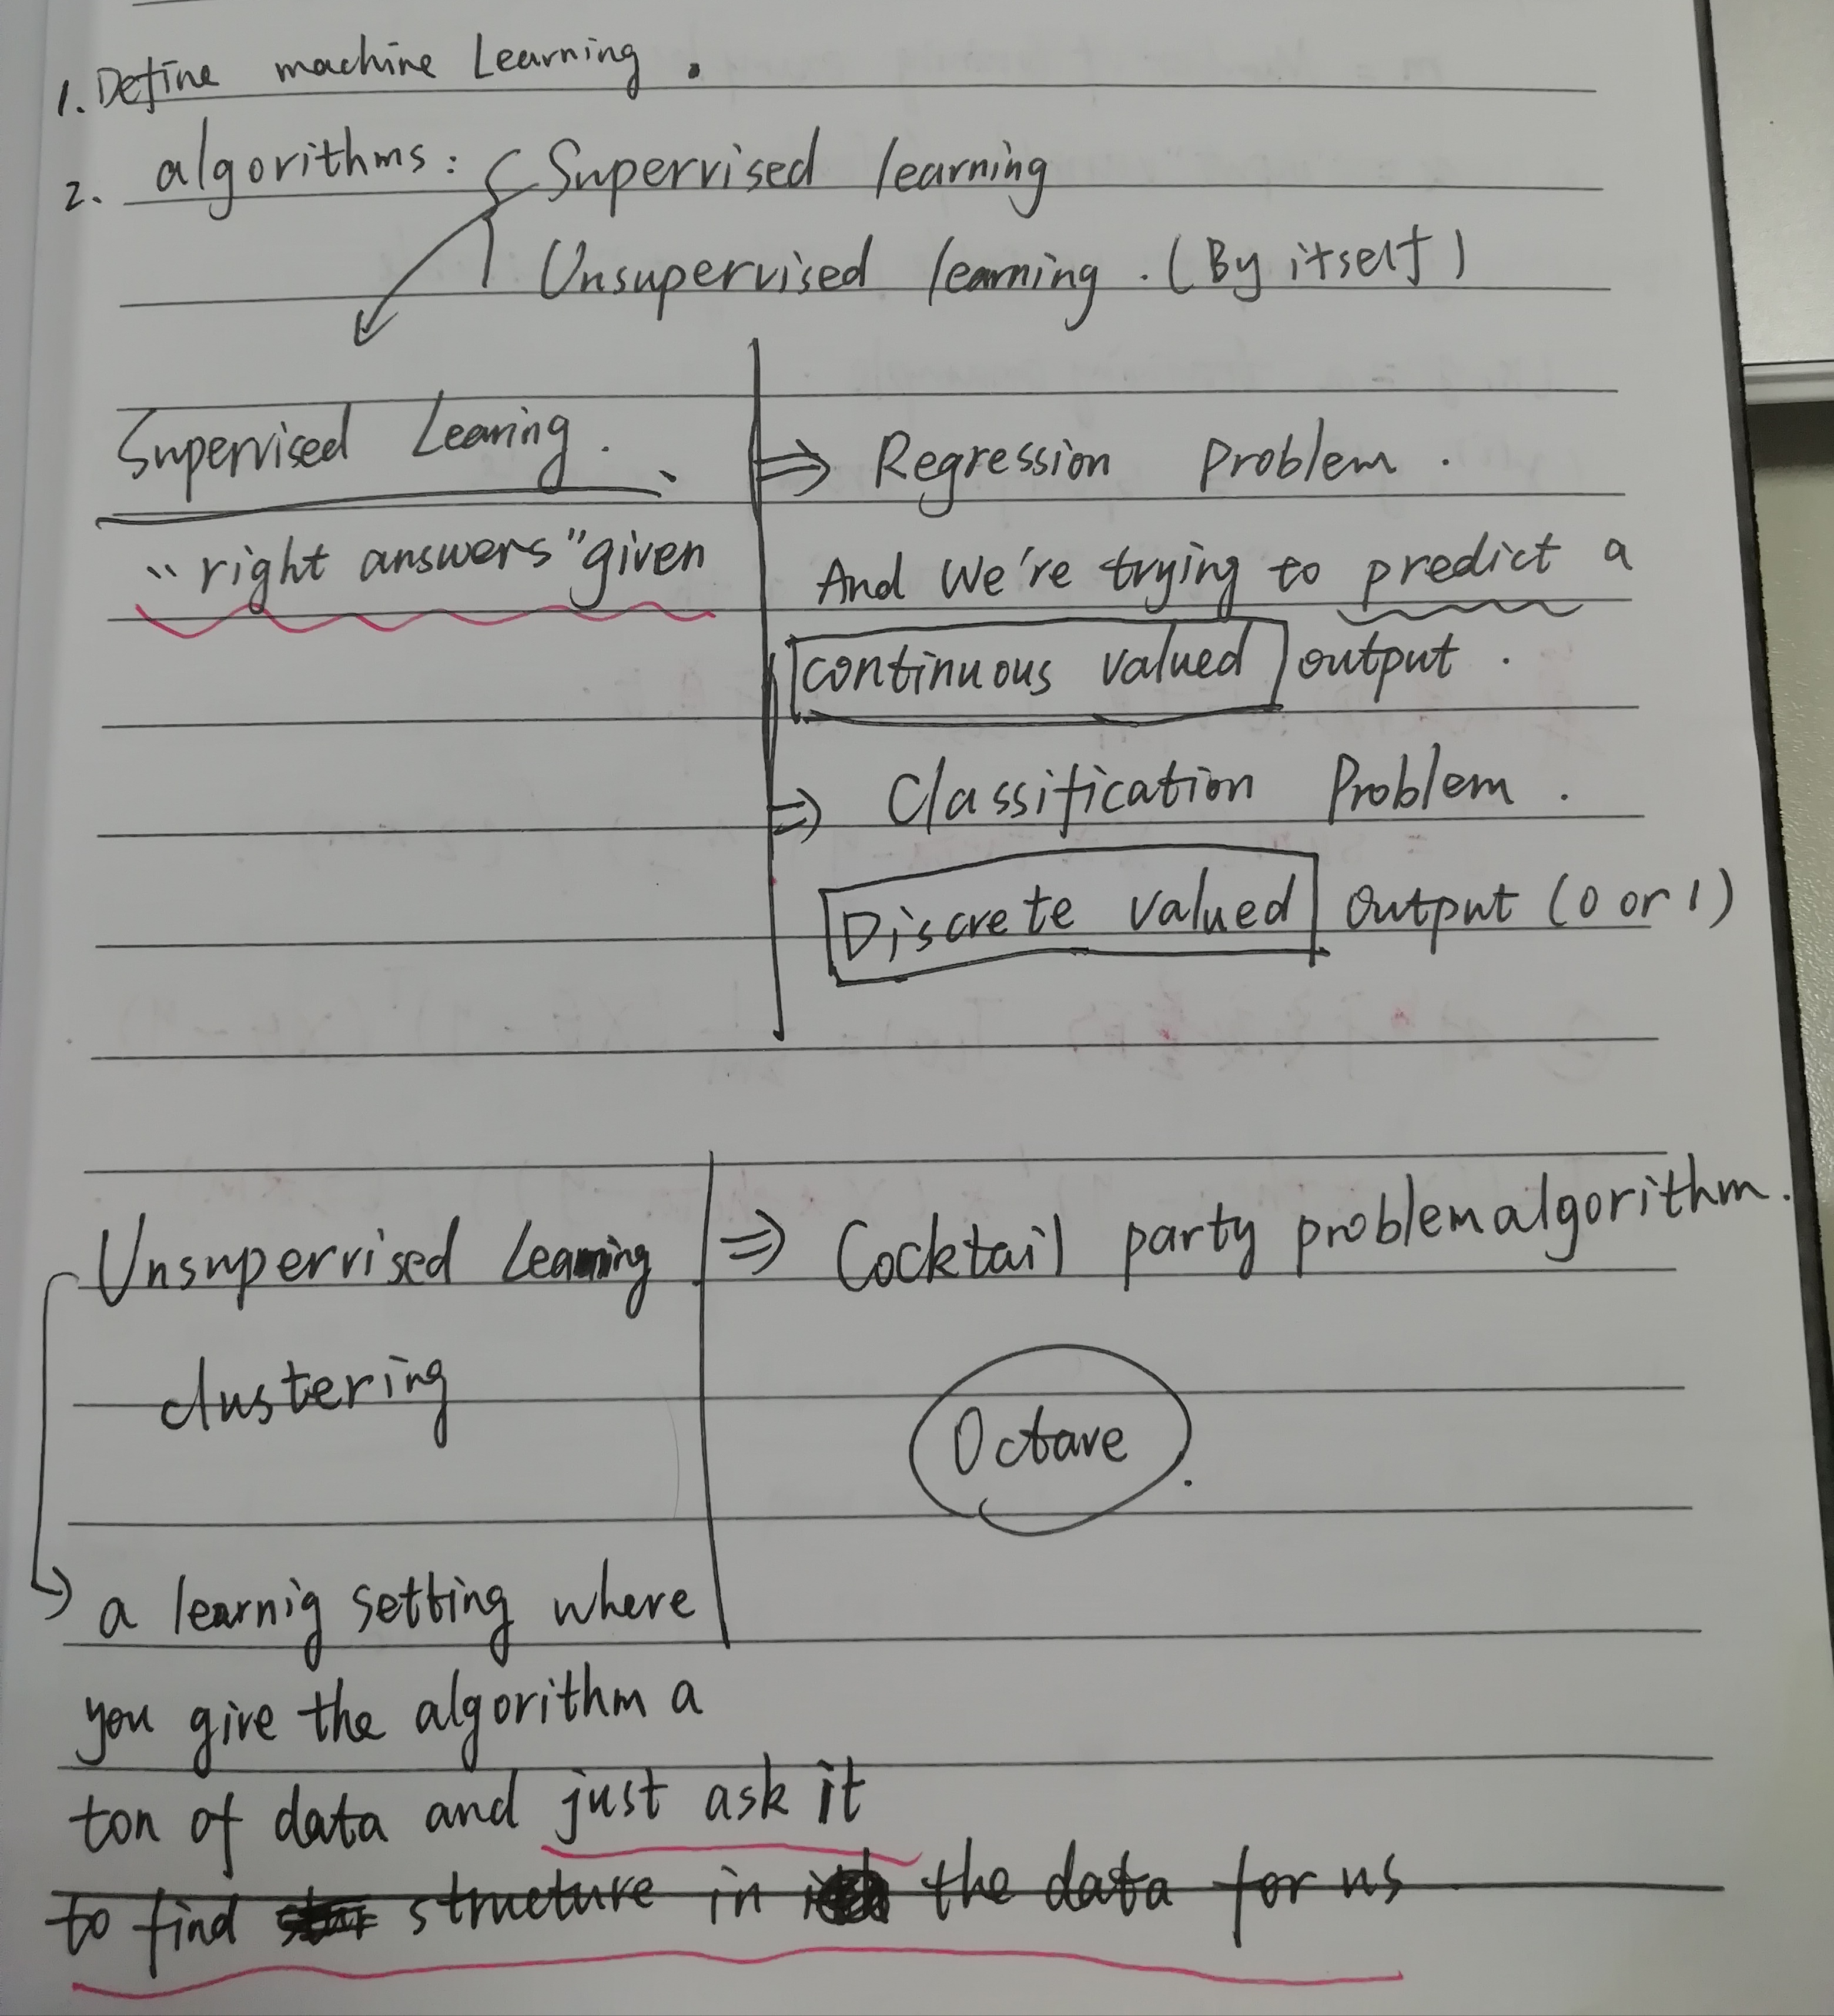 1. Define machine Learning.
2. algorithms: { Supervised learning
Unsupervised learning. (By itself)
Supervised Learing.
"right answers" given
⇒ Regression Problem.
And We're trying to predict a
continuous valued output.
⇒ Classification Problem.
Discrete valued output (0 or 1)
Unsupervised Learning
clustering
⇒ Cocktail party problem algorithm.
Octave.
a learnig setting where
you give the algorithm a
ton of data and just ask it
to find structure in the data for us